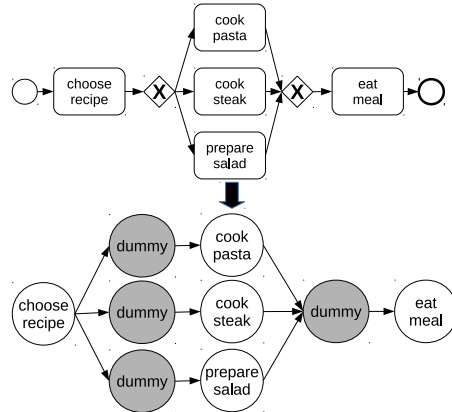 cook
pasta
choose
recipe
X
cook
steak
X
eat
meal
prepare
salad
dummy
cook
pasta
choose
recipe
dummy
cook
steak
dummy
eat
meal
dummy
prepare
salad